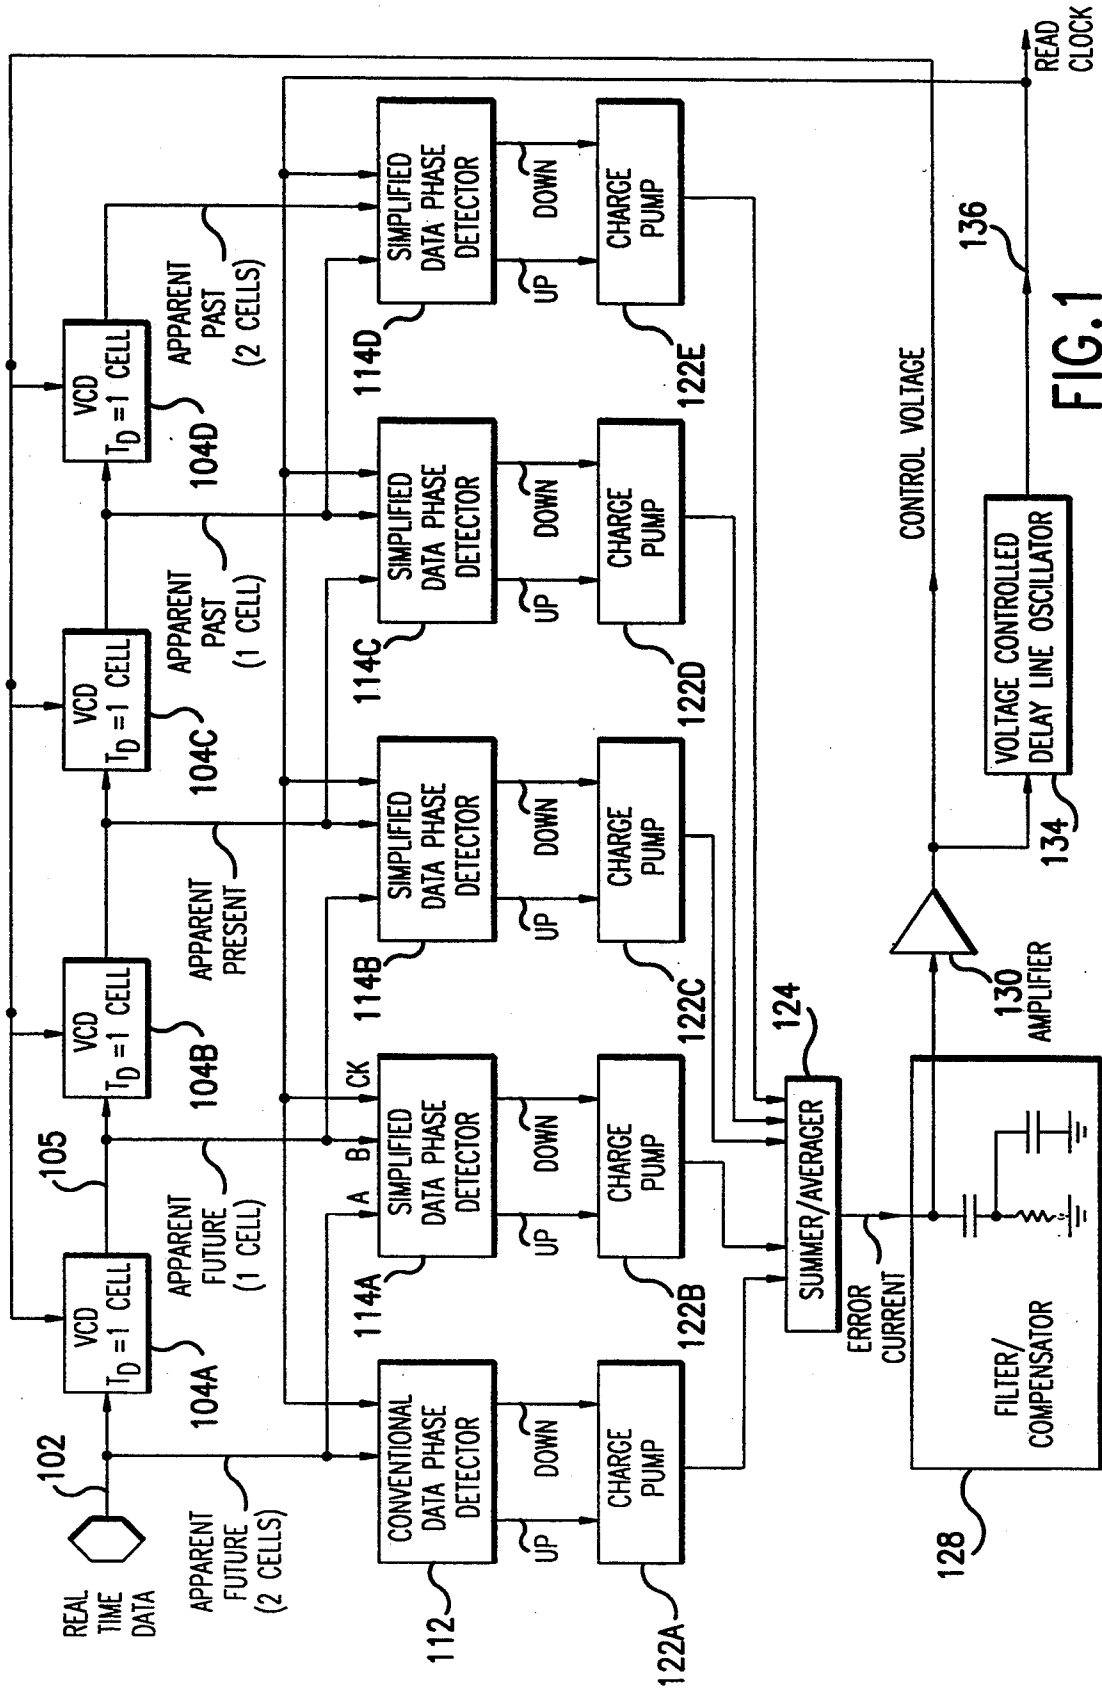 REAL
TIME
DATA
102
VCD
T_D = 1 CELL
104A
105
VCD
T_D = 1 CELL
104B
VCD
T_D = 1 CELL
104C
VCD
T_D = 1 CELL
104D
APPARENT
FUTURE
(2 CELLS)
APPARENT
FUTURE
(1 CELL)
APPARENT
PRESENT
APPARENT
PAST
(1 CELL)
APPARENT
PAST
(2 CELLS)
A
B
CK
CONVENTIONAL
DATA PHASE
DETECTOR
112
SIMPLIFIED
DATA PHASE
DETECTOR
114A
SIMPLIFIED
DATA PHASE
DETECTOR
114B
SIMPLIFIED
DATA PHASE
DETECTOR
114C
SIMPLIFIED
DATA PHASE
DETECTOR
114D
UP
DOWN
UP
DOWN
UP
DOWN
UP
DOWN
UP
DOWN
CHARGE
PUMP
122A
CHARGE
PUMP
122B
CHARGE
PUMP
122C
CHARGE
PUMP
122D
CHARGE
PUMP
122E
124
SUMMER/AVERAGER
ERROR
CURRENT
FILTER/
COMPENSATOR
128
130
AMPLIFIER
CONTROL VOLTAGE
VOLTAGE CONTROLLED
DELAY LINE OSCILLATOR
134
136
READ
CLOCK
FIG. 1